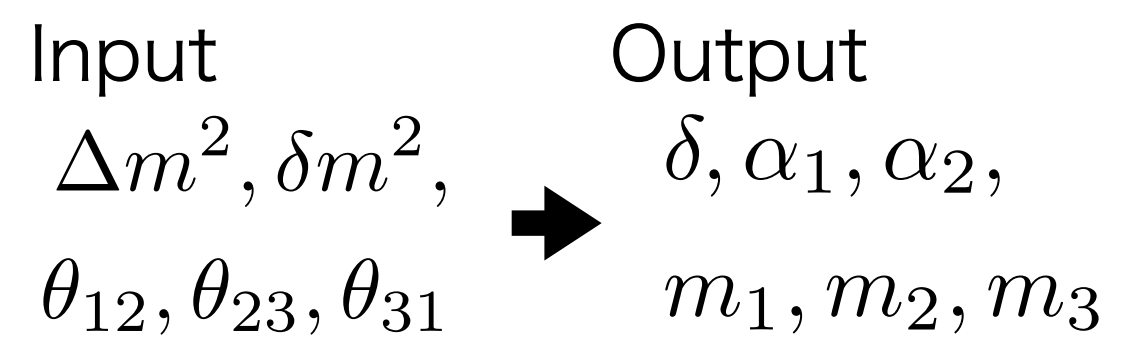 Input
Δm², δm²,
θ₁₂, θ₂₃, θ₃₁
Output
δ, α₁, α₂,
m₁, m₂, m₃